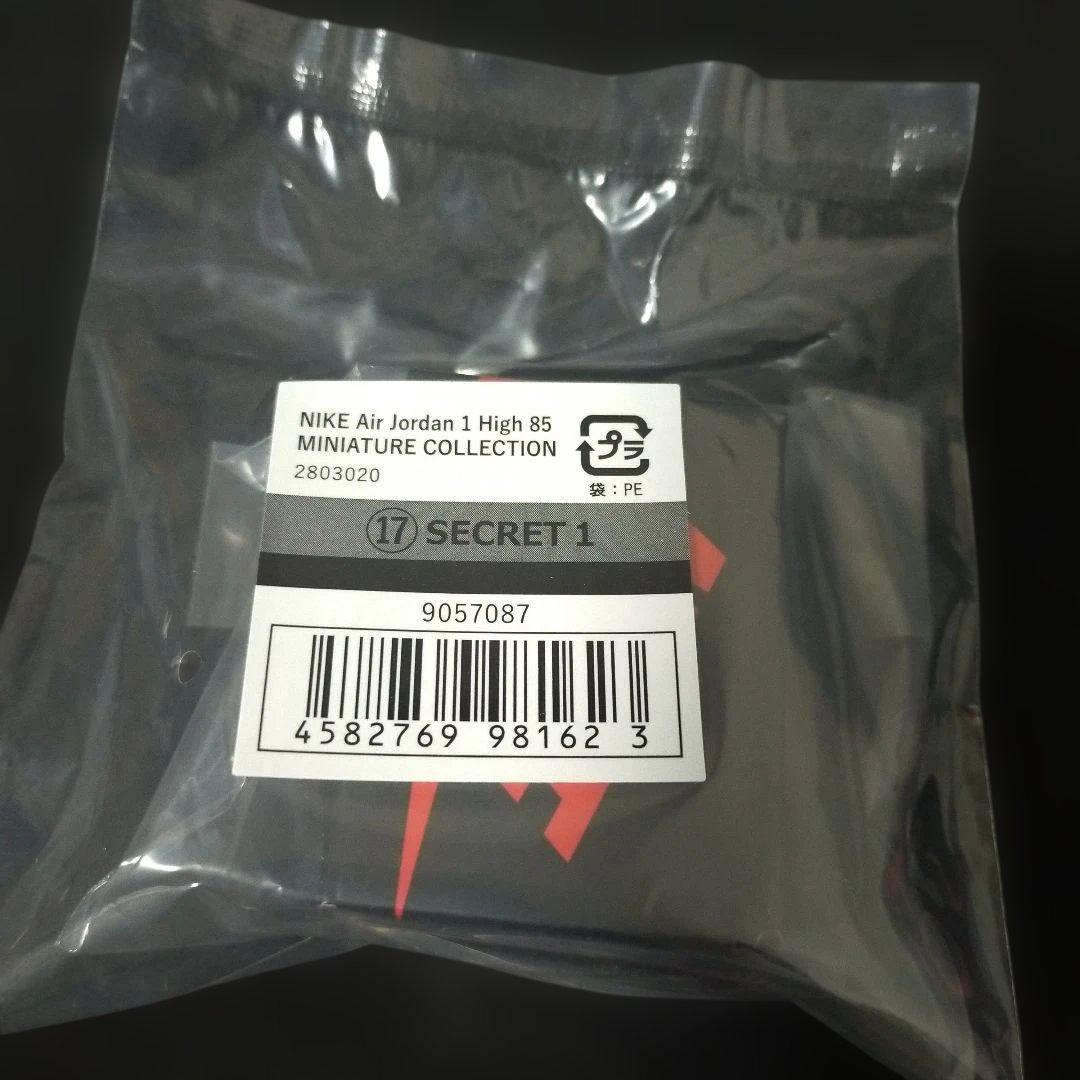 NIKE Air Jordan 1 High 85
MINIATURE COLLECTION
2803020
プラ
袋：PE
⑰ SECRET 1
9057087
4582769 98162 3